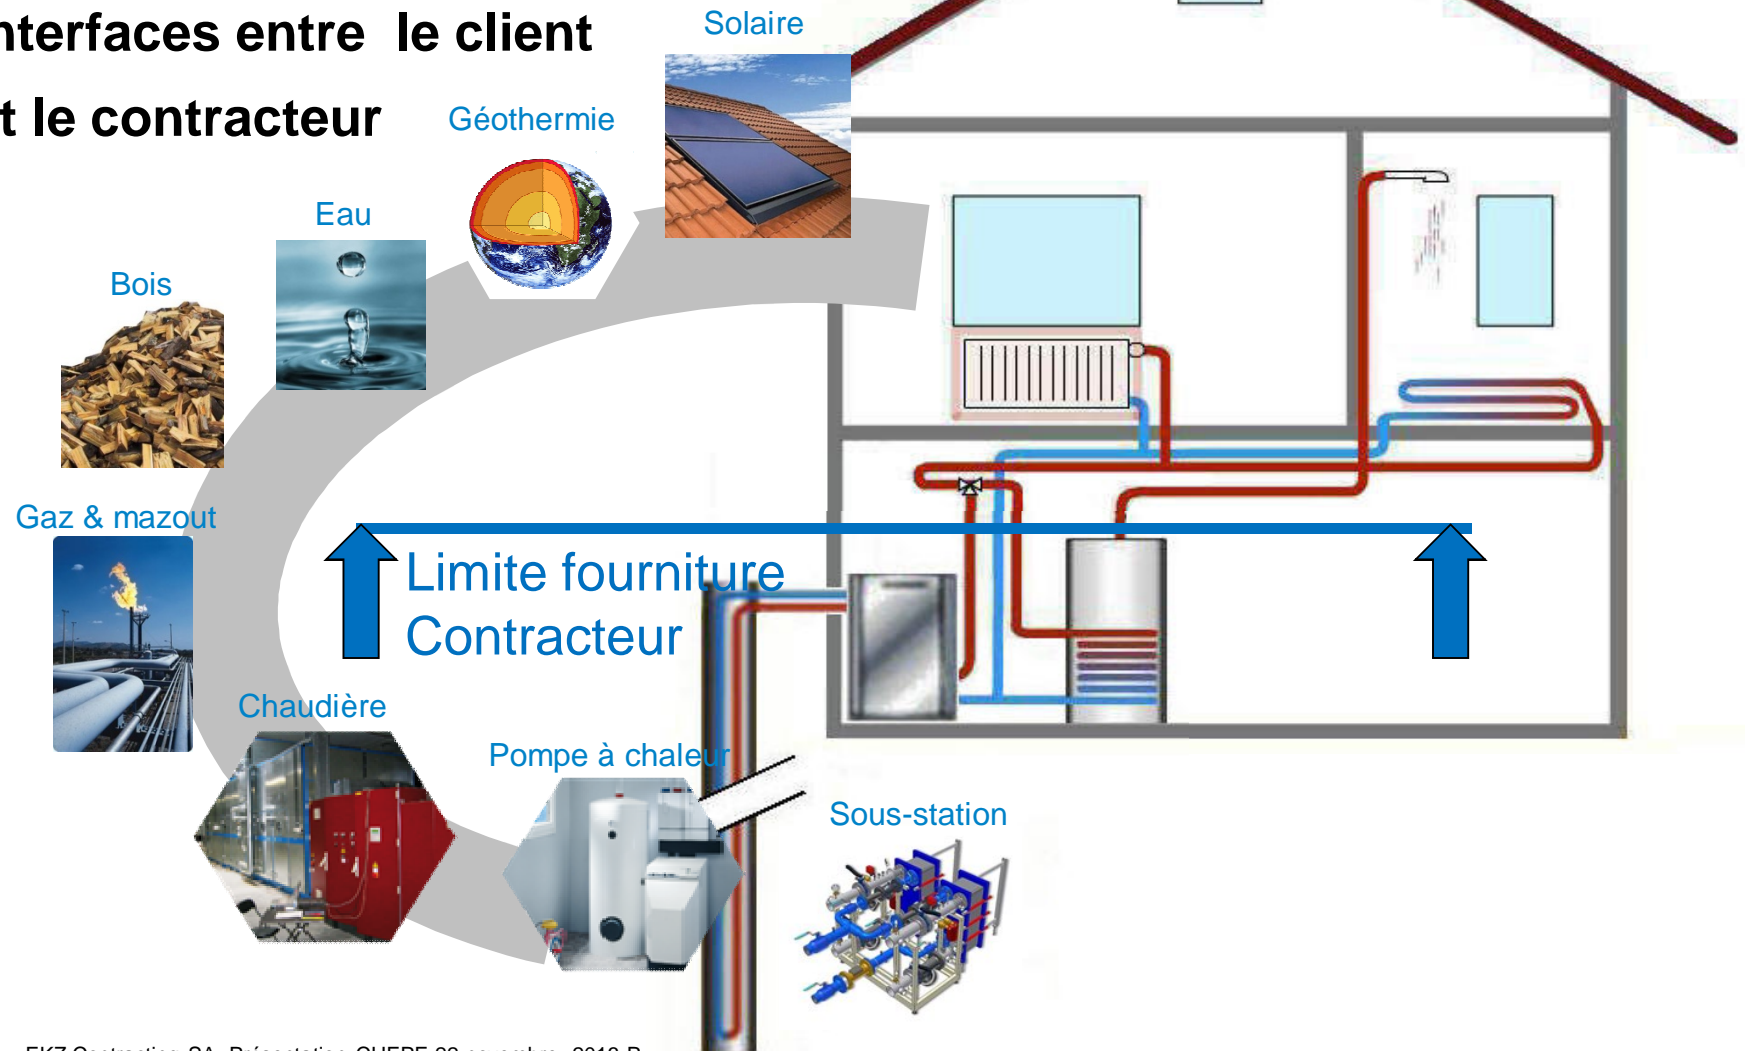 nterfaces entre le client
t le contracteur
Solaire
Géothermie
Eau
Bois
Gaz & mazout
Limite fourniture
Contracteur
Chaudière
Pompe à chaleur
Sous-station